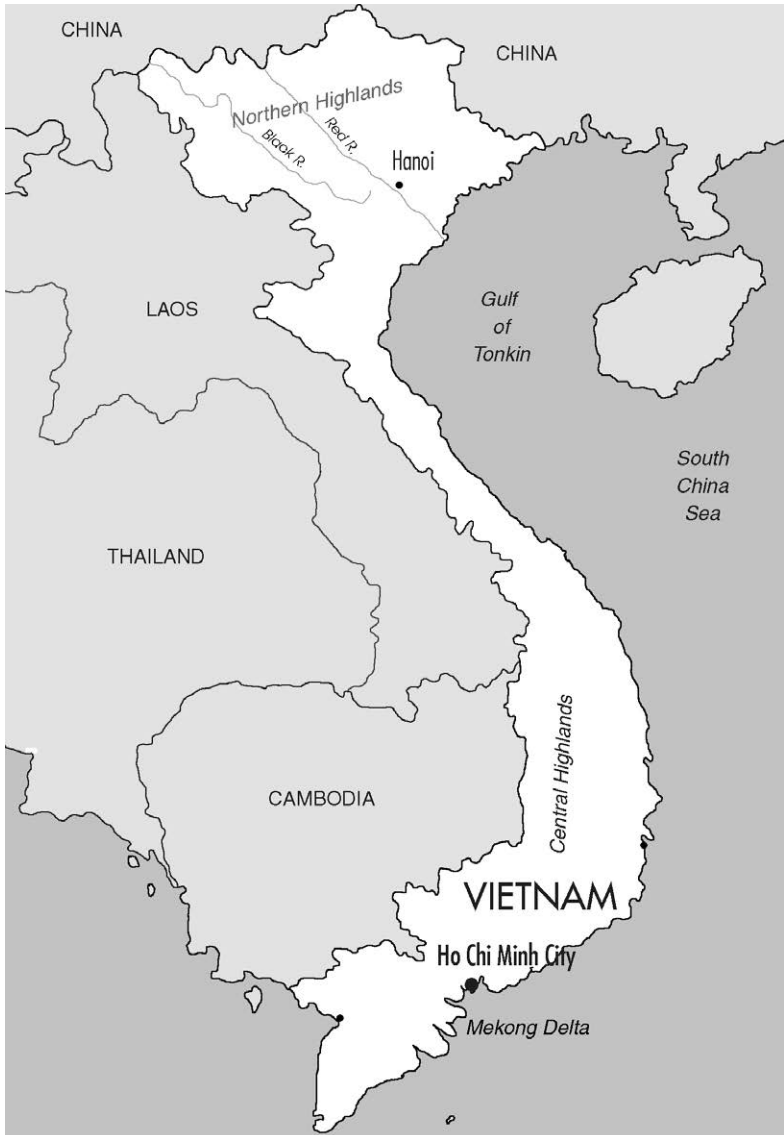 CHINA
CHINA
Northern Highlands
Red R.
Black R.
Hanoi
LAOS
Gulf
of
Tonkin
South
China
Sea
THAILAND
Central Highlands
CAMBODIA
VIETNAM
Ho Chi Minh City
Mekong Delta